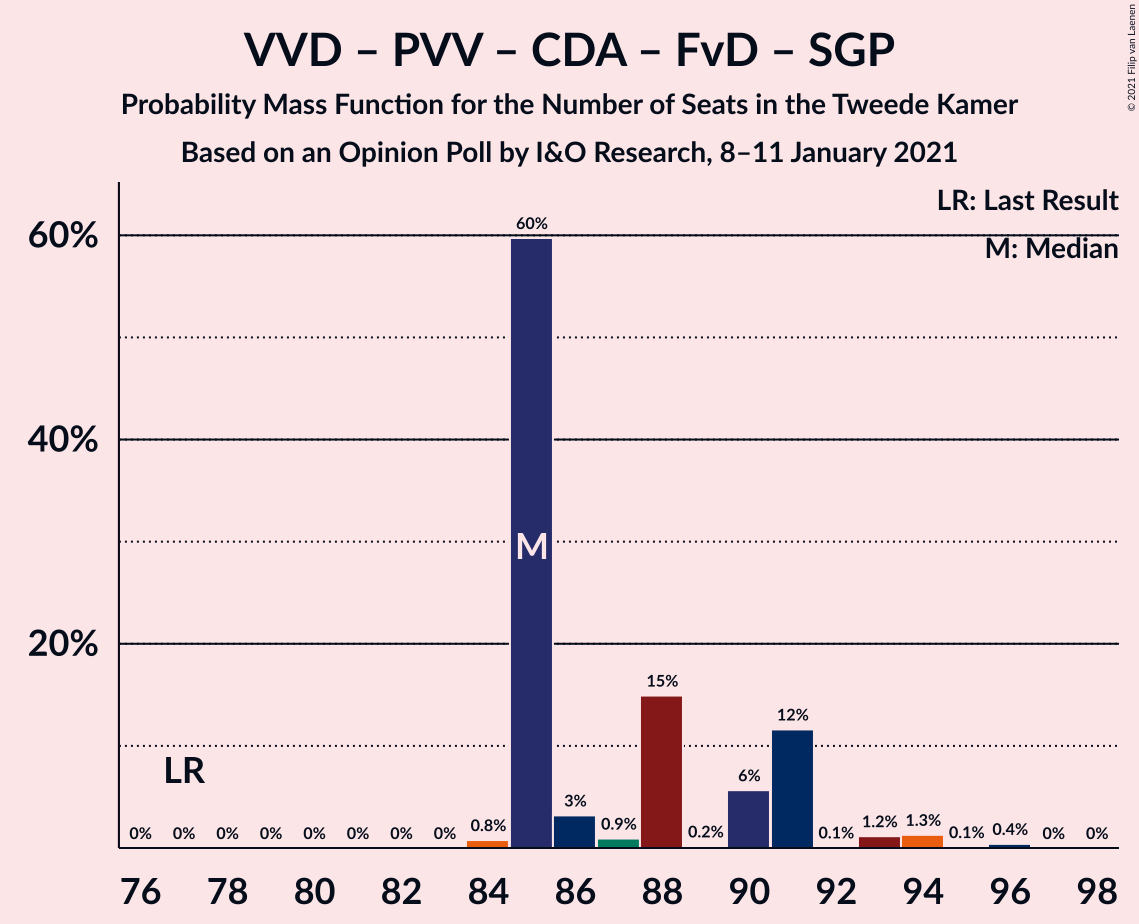 VVD – PVV – CDA – FvD – SGP
Probability Mass Function for the Number of Seats in the Tweede Kamer
Based on an Opinion Poll by I&O Research, 8–11 January 2021
© 2021 Filip van Laenen
LR: Last Result
M: Median
60%
40%
20%
60%
M
LR
0% 0% 0% 0% 0% 0% 0% 0% 0.8% 3% 0.9% 15% 0.2% 6% 12% 0.1% 1.2% 1.3% 0.1% 0.4% 0% 0%
76 78 80 82 84 86 88 90 92 94 96 98